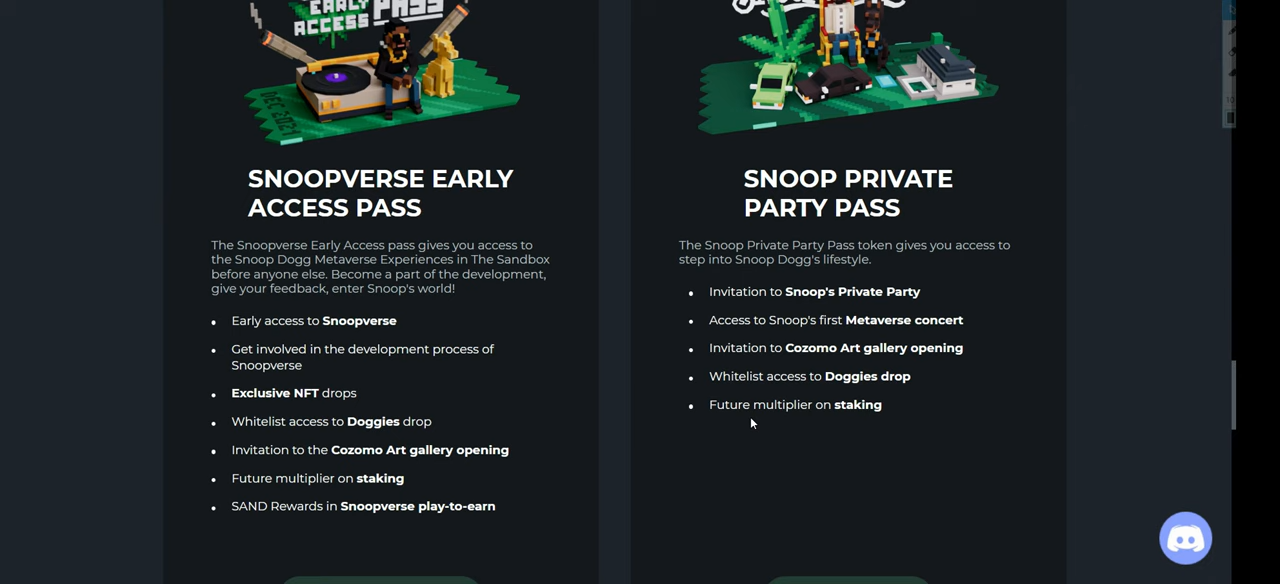 EARLY
ACCESS PASS
DEC 2021
SNOOPVERSE EARLY
ACCESS PASS
The Snoopverse Early Access pass gives you access to
the Snoop Dogg Metaverse Experiences in The Sandbox
before anyone else. Become a part of the development,
give your feedback, enter Snoop's world!
• Early access to Snoopverse
• Get involved in the development process of
Snoopverse
• Exclusive NFT drops
• Whitelist access to Doggies drop
• Invitation to the Cozomo Art gallery opening
• Future multiplier on staking
• SAND Rewards in Snoopverse play-to-earn
SNOOP PRIVATE
PARTY PASS
The Snoop Private Party Pass token gives you access to
step into Snoop Dogg's lifestyle.
• Invitation to Snoop's Private Party
• Access to Snoop's first Metaverse concert
• Invitation to Cozomo Art gallery opening
• Whitelist access to Doggies drop
• Future multiplier on staking